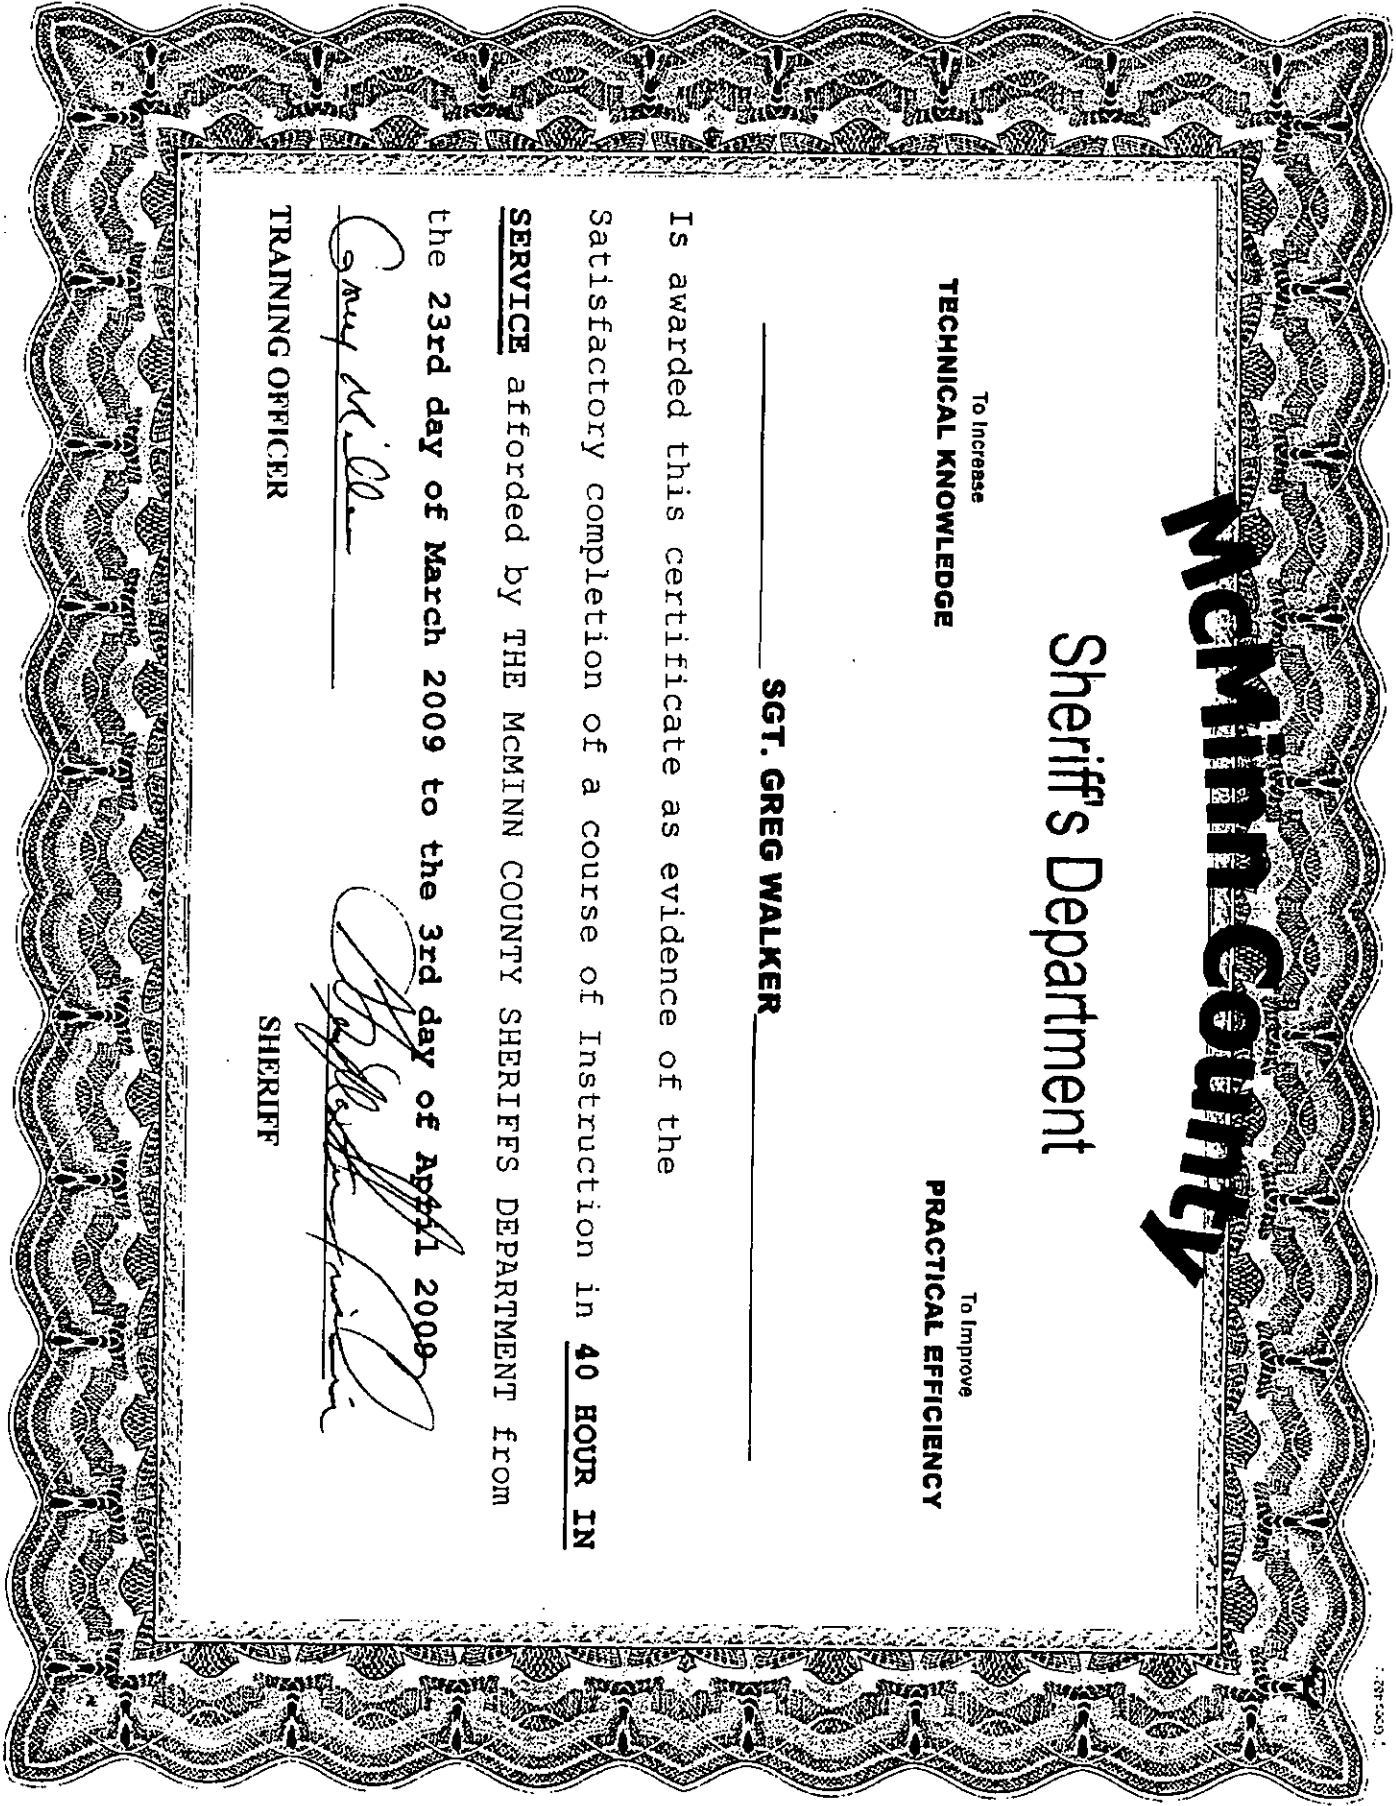 McMinn County
Sheriff's Department
To Increase
TECHNICAL KNOWLEDGE
To Improve
PRACTICAL EFFICIENCY
SGT. GREG WALKER
Is awarded this certificate as evidence of the
Satisfactory completion of a course of Instruction in 40 HOUR IN
SERVICE afforded by THE McMINN COUNTY SHERIFFS DEPARTMENT from
the 23rd day of March 2009 to the 3rd day of April 2009
TRAINING OFFICER
SHERIFF